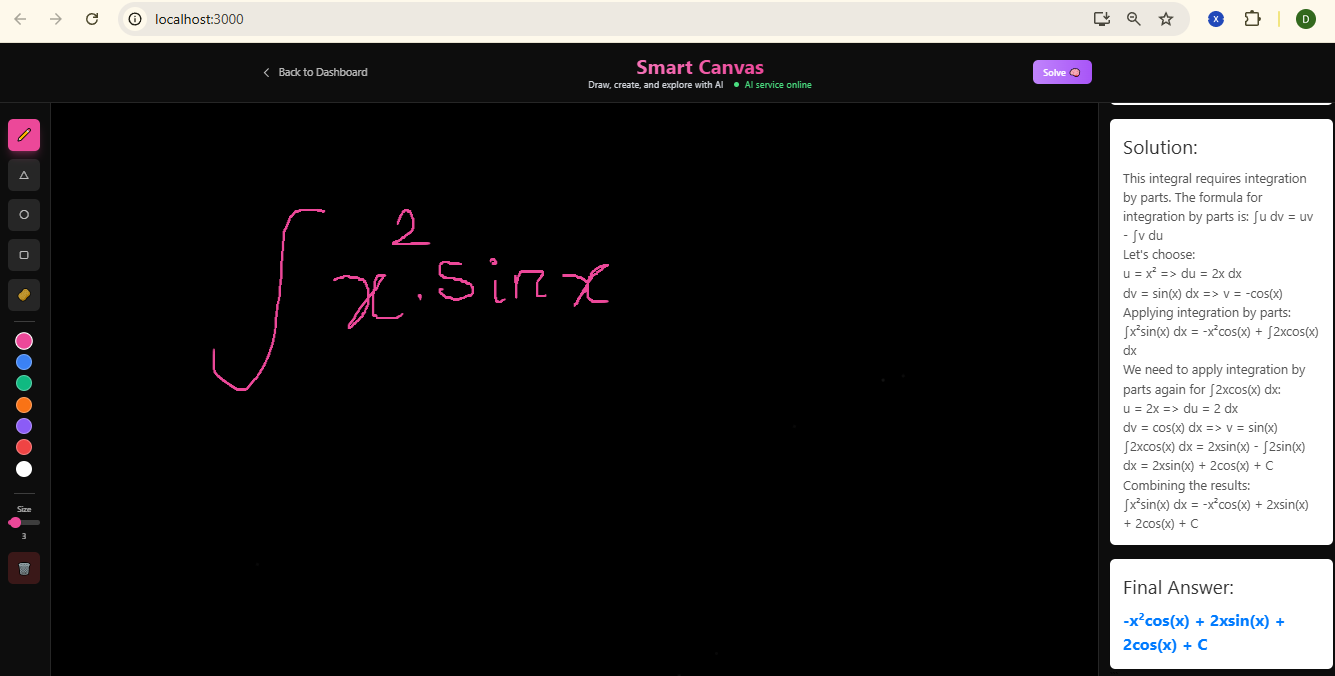 localhost:3000
D
Back to Dashboard
Smart Canvas
Draw, create, and explore with AI
AI service online
Solve
∫ x².sinx
Size
3
Solution:
This integral requires integration
by parts. The formula for
integration by parts is: ∫u dv = uv
- ∫v du
Let's choose:
u = x² => du = 2x dx
dv = sin(x) dx => v = -cos(x)
Applying integration by parts:
∫x²sin(x) dx = -x²cos(x) + ∫2xcos(x)
dx
We need to apply integration by
parts again for ∫2xcos(x) dx:
u = 2x => du = 2 dx
dv = cos(x) dx => v = sin(x)
∫2xcos(x) dx = 2xsin(x) - ∫2sin(x)
dx = 2xsin(x) + 2cos(x) + C
Combining the results:
∫x²sin(x) dx = -x²cos(x) + 2xsin(x)
+ 2cos(x) + C
Final Answer:
-x²cos(x) + 2xsin(x) +
2cos(x) + C